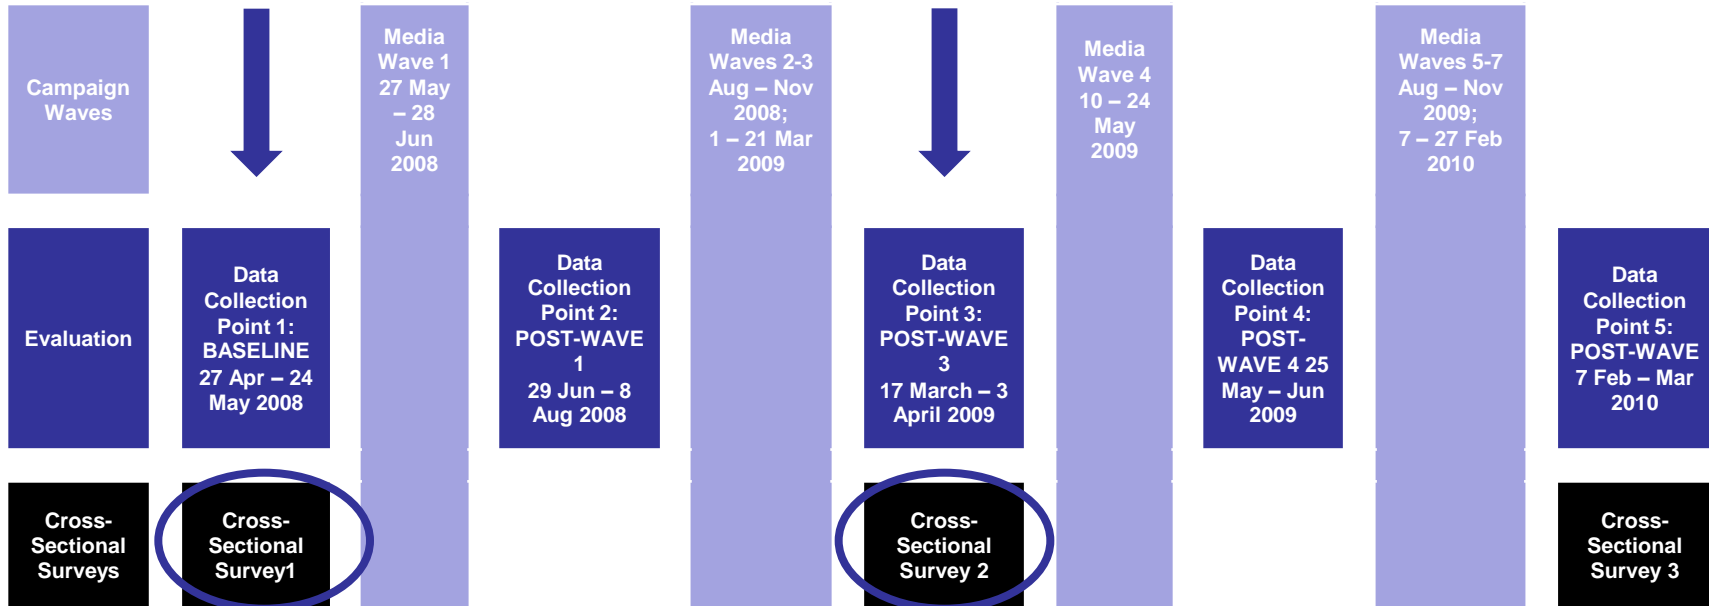 Campaign
Waves
Media
Wave 1
27 May
– 28
Jun
2008
Media
Waves 2-3
Aug – Nov
2008;
1 – 21 Mar
2009
Media
Wave 4
10 – 24
May
2009
Media
Waves 5-7
Aug – Nov
2009;
7 – 27 Feb
2010
Evaluation
Data
Collection
Point 1:
BASELINE
27 Apr – 24
May 2008
Data
Collection
Point 2:
POST-WAVE
1
29 Jun – 8
Aug 2008
Data
Collection
Point 3:
POST-WAVE
3
17 March – 3
April 2009
Data
Collection
Point 4:
POST-
WAVE 4 25
May – Jun
2009
Data
Collection
Point 5:
POST-WAVE
7 Feb – Mar
2010
Cross-
Sectional
Surveys
Cross-
Sectional
Survey1
Cross-
Sectional
Survey 2
Cross-
Sectional
Survey 3